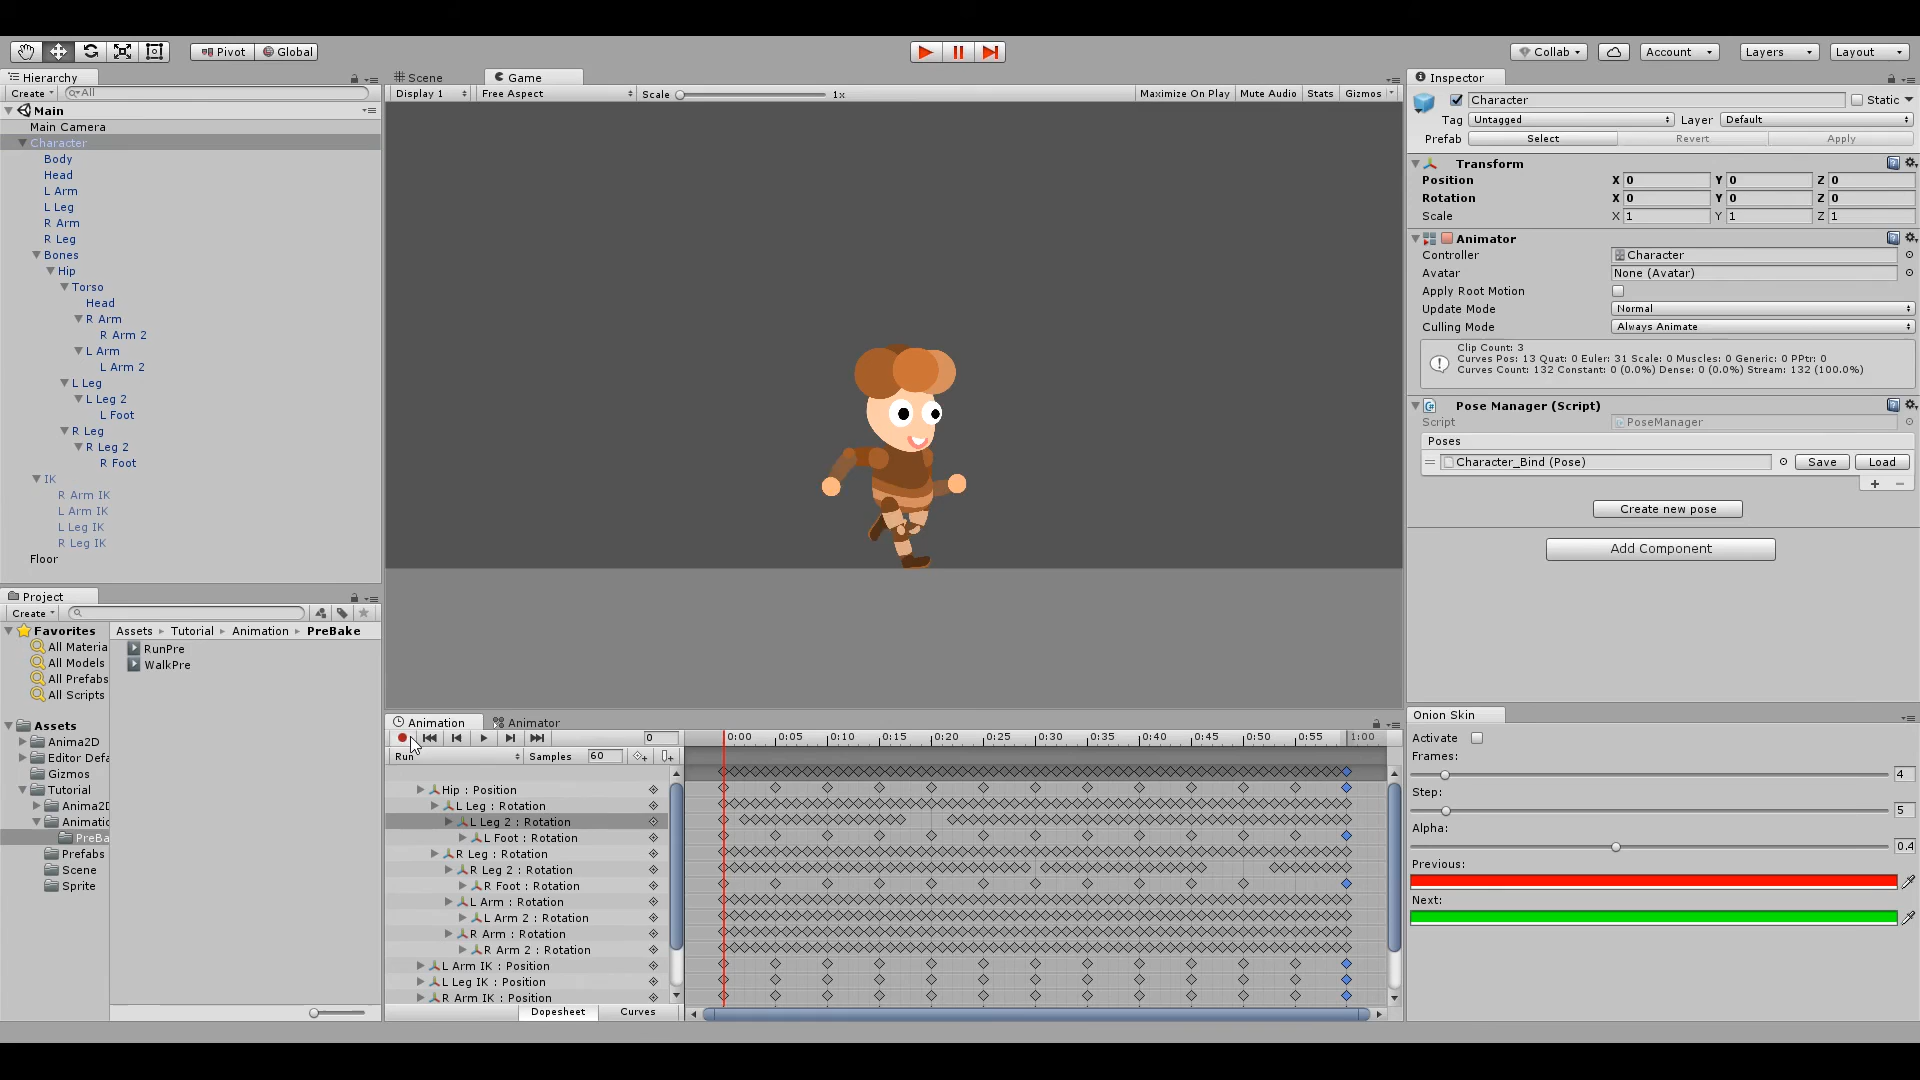 Pivot Global Collab Account Layers Layout
Hierarchy
Create All
Main
Main Camera
Character
Body
Head
L Arm
L Leg
R Arm
R Leg
Bones
Hip
Torso
Head
R Arm
R Arm 2
L Arm
L Arm 2
L Leg
L Leg 2
L Foot
R Leg
R Leg 2
R Foot
IK
R Arm IK
L Arm IK
L Leg IK
R Leg IK
Floor
Project
Create
Favorites
All Materia
All Models
All Prefabs
All Scripts
Assets
Anima2D
Editor Defa
Gizmos
Tutorial
Anima2D
Animatio
PreBa
Prefabs
Scene
Sprite
Assets Tutorial Animation PreBake
RunPre
WalkPre
Scene Game
Display 1 Free Aspect Scale 1x Maximize On Play Mute Audio Stats Gizmos
Animation Animator
0 0:00 0:05 0:10 0:15 0:20 0:25 0:30 0:35 0:40 0:45 0:50 0:55 1:00
Run Samples 60
Hip : Position
L Leg : Rotation
L Leg 2 : Rotation
L Foot : Rotation
R Leg : Rotation
R Leg 2 : Rotation
R Foot : Rotation
L Arm : Rotation
L Arm 2 : Rotation
R Arm : Rotation
R Arm 2 : Rotation
L Arm IK : Position
L Leg IK : Position
R Arm IK : Position
Dopesheet Curves
Inspector
Character Static
Tag Untagged Layer Default
Prefab Select Revert Apply
Transform
Position X 0 Y 0 Z 0
Rotation X 0 Y 0 Z 0
Scale X 1 Y 1 Z 1
Animator
Controller Character
Avatar None (Avatar)
Apply Root Motion
Update Mode Normal
Culling Mode Always Animate
Clip Count: 3
Curves Pos: 13 Quat: 0 Euler: 31 Scale: 0 Muscles: 0 Generic: 0 PPtr: 0
Curves Count: 132 Constant: 0 (0.0%) Dense: 0 (0.0%) Stream: 132 (100.0%)
Pose Manager (Script)
Script PoseManager
Poses
Character_Bind (Pose) Save Load
+ −
Create new pose
Add Component
Onion Skin
Activate
Frames:
4
Step:
5
Alpha:
0.4
Previous:
Next: